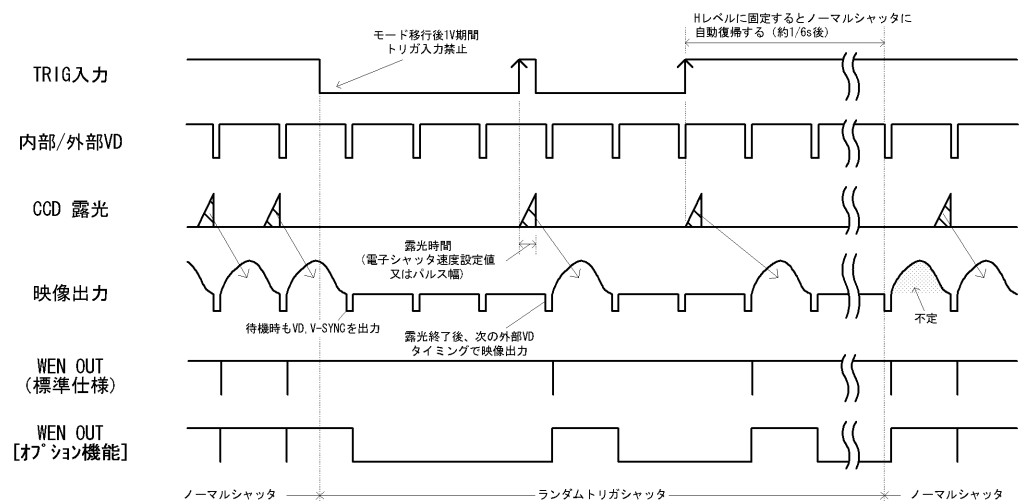 Hレベルに固定するとノーマルシャッタに
自動復帰する（約1/6s後）
モード移行後1V期間
トリガ入力禁止
TRIG入力
内部/外部VD
CCD 露光
露光時間
（電子シャッタ速度設定値
又はパルス幅）
映像出力
待機時もVD,V-SYNCを出力
露光終了後、次の外部VD
タイミングで映像出力
不定
WEN OUT
（標準仕様）
WEN OUT
[ｵﾌﾟｼｮﾝ機能]
ノーマルシャッタ
ランダムトリガシャッタ
ノーマルシャッタ